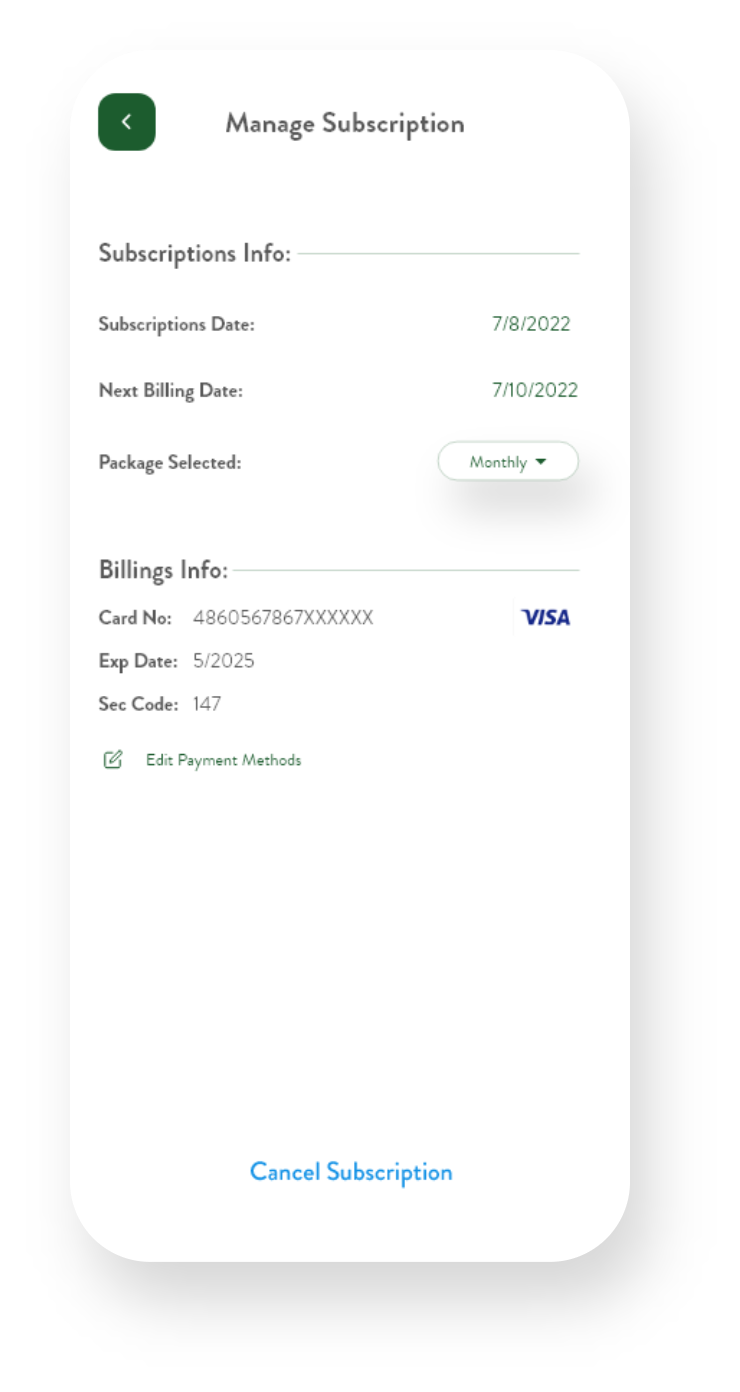 Manage Subscription
Subscriptions Info:
Subscriptions Date: 7/8/2022
Next Billing Date: 7/10/2022
Package Selected: Monthly
Billings Info:
Card No: 4860567867XXXXXX VISA
Exp Date: 5/2025
Sec Code: 147
Edit Payment Methods
Cancel Subscription